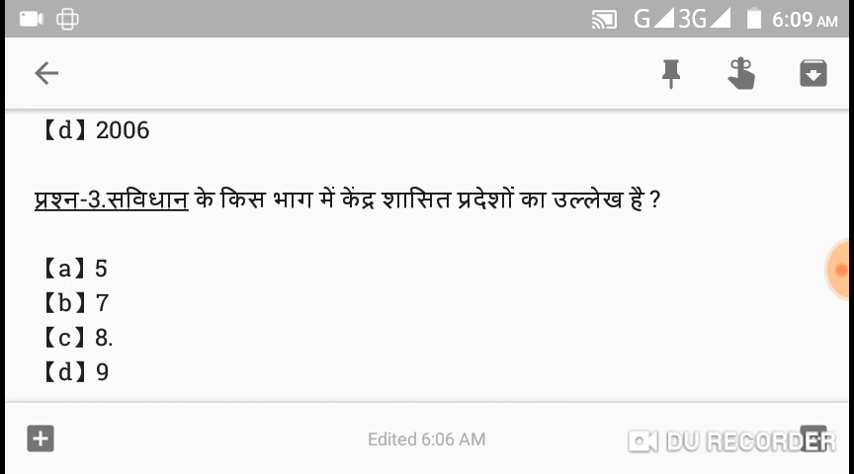 G 3G 6:09 AM
【d】2006
प्रश्न-3.सविधान के किस भाग में केंद्र शासित प्रदेशों का उल्लेख है ?
【a】5
【b】7
【c】8.
【d】9
Edited 6:06 AM
DU RECORDER